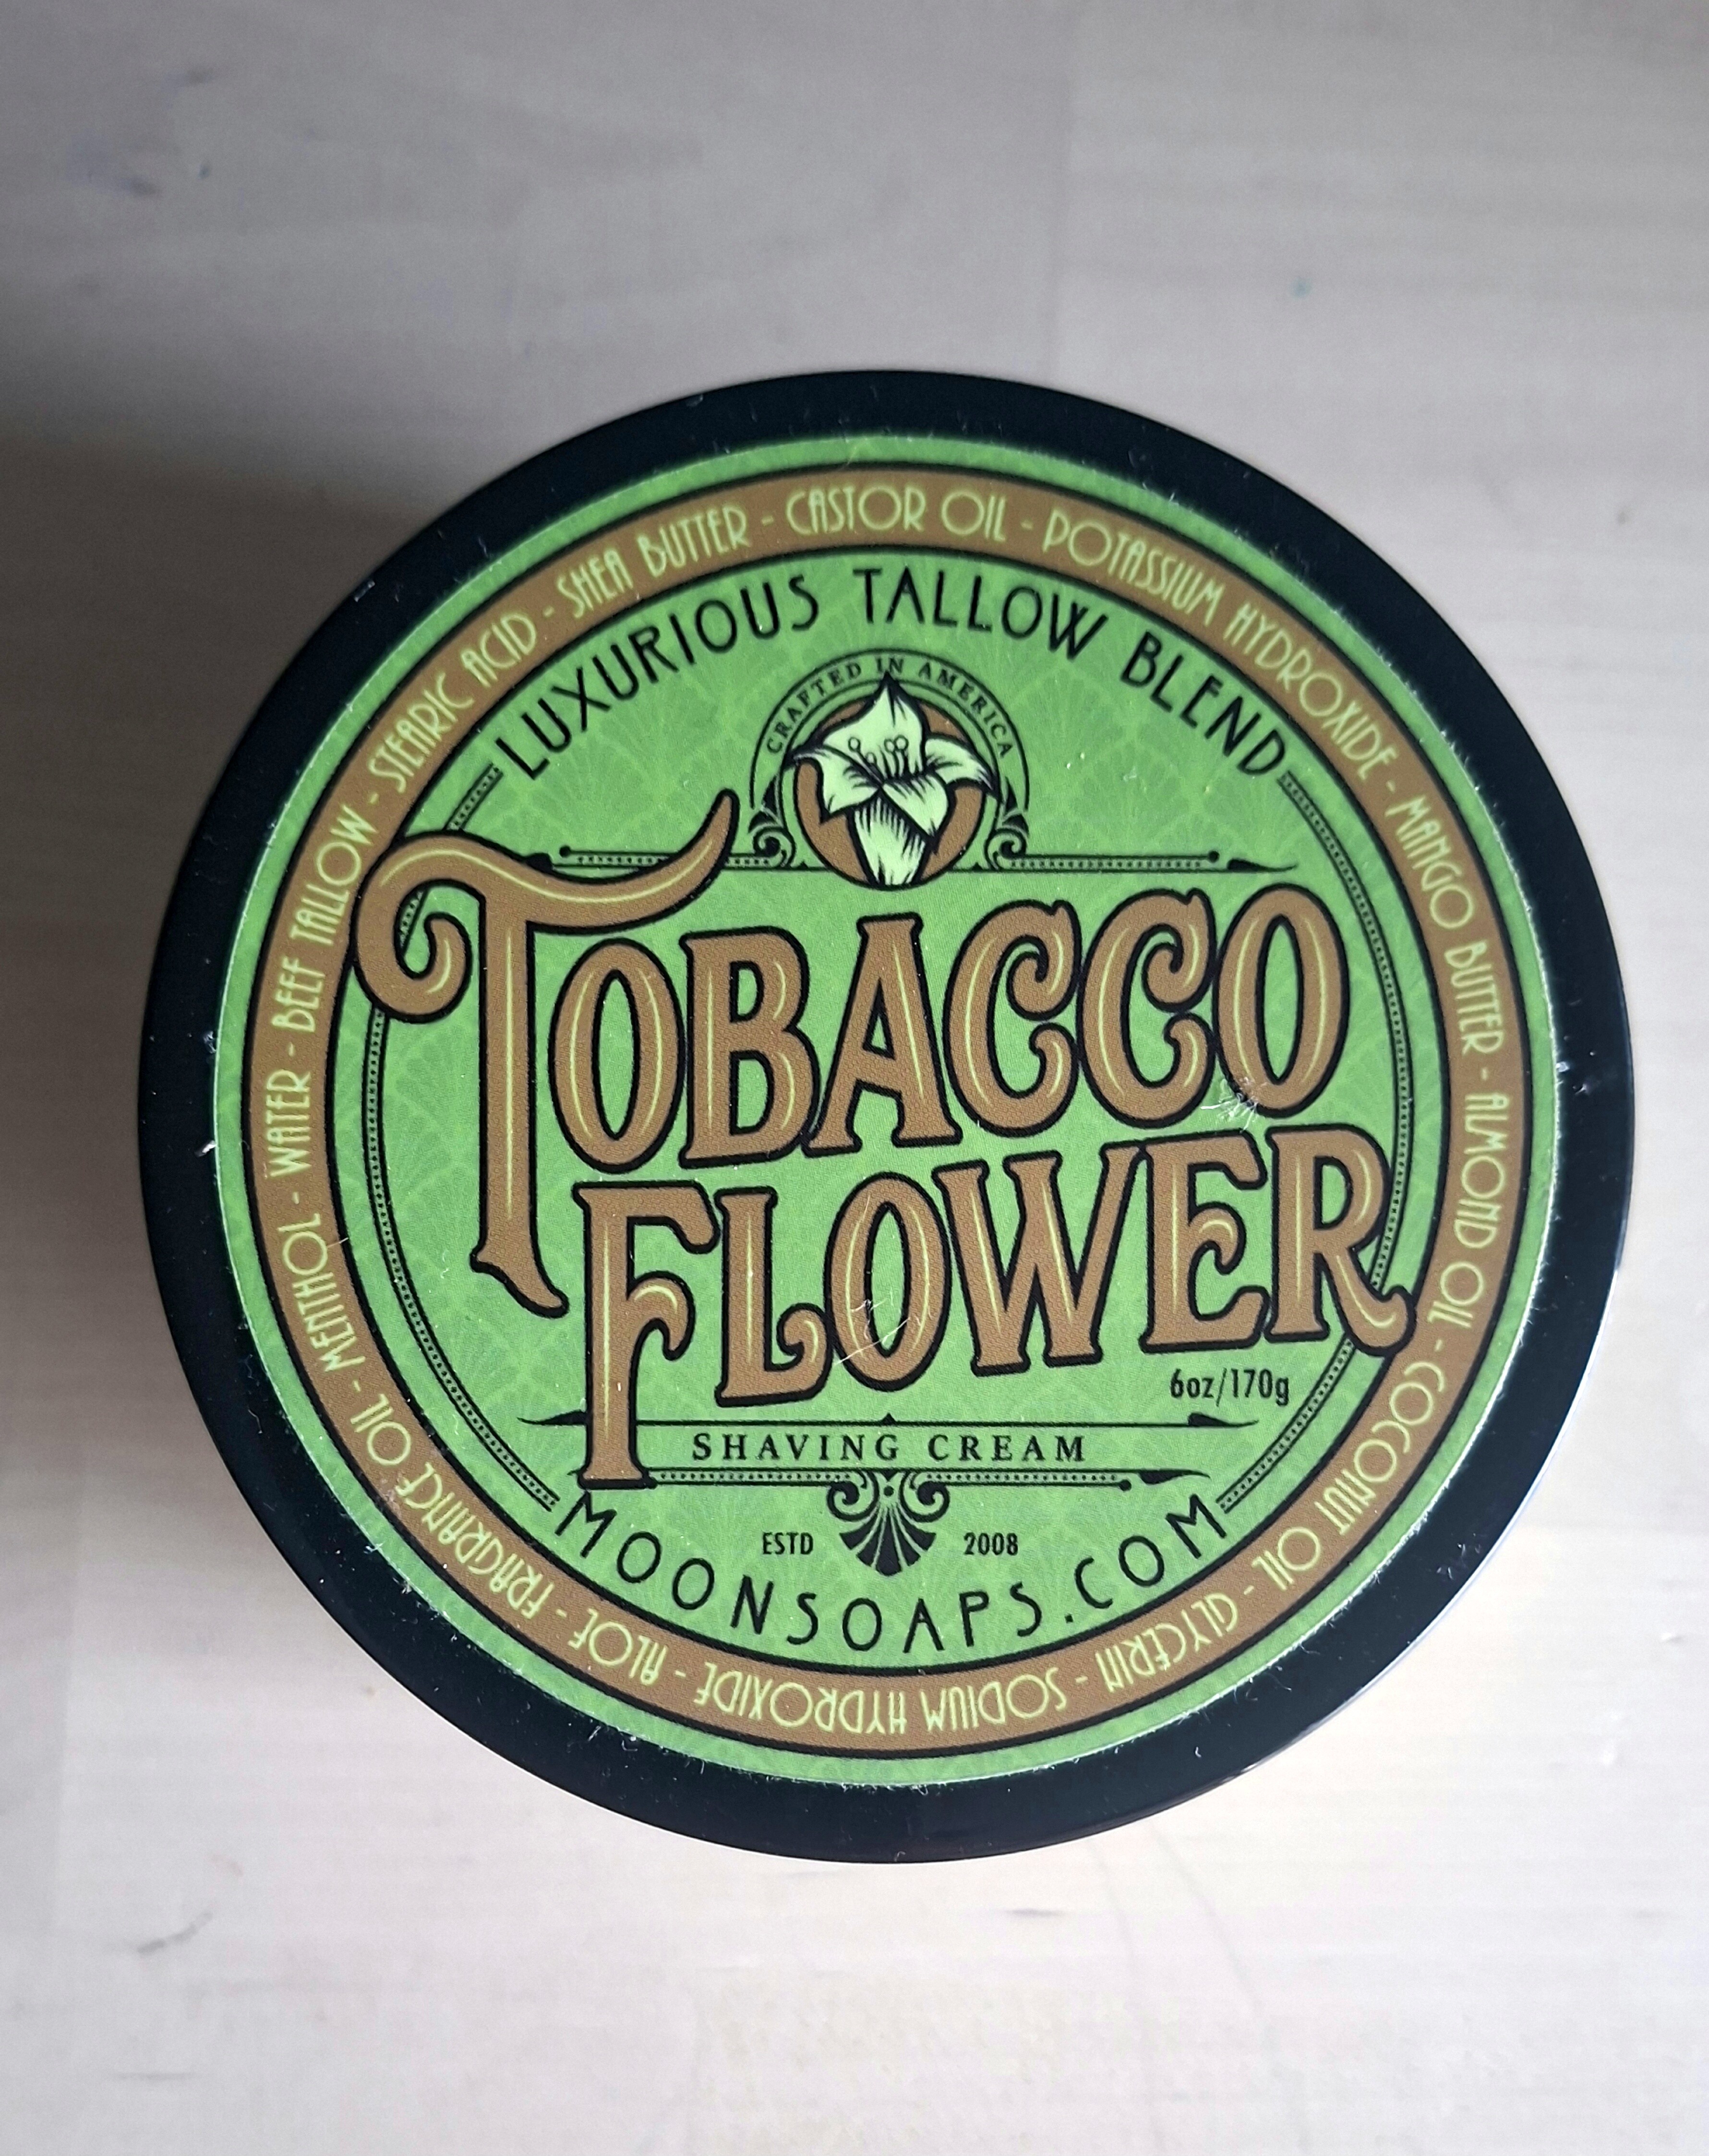 WATER - BEEF TALLOW - STEARIC ACID - SHEA BUTTER - CASTOR OIL - POTASSIUM HYDROXIDE - MANGO BUTTER - ALMOND OIL - COCONUT OIL - GLYCERIN - SODIUM HYDROXIDE - ALOE - FRAGRANCE OIL - MENTHOL -
LUXURIOUS TALLOW BLEND
CRAFTED IN AMERICA
TOBACCO
FLOWER
6oz/170g
SHAVING CREAM
ESTD 2008
MOONSOAPS.COM